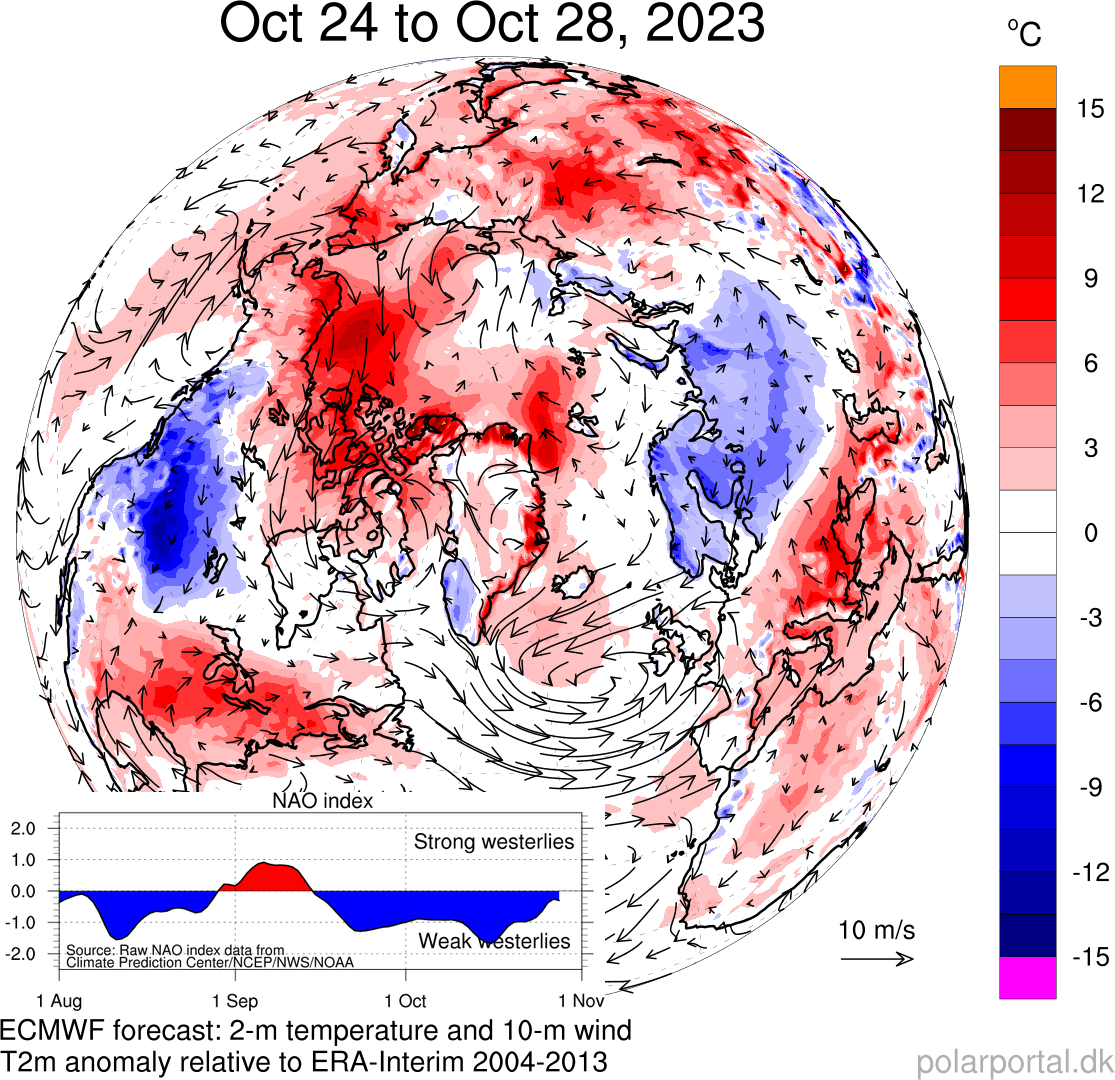 Oct 24 to Oct 28, 2023
°C
15
12
9
6
3
0
-3
-6
-9
-12
-15
10 m/s
NAO index
2.0
1.0
0.0
-1.0
-2.0
Strong westerlies
Weak westerlies
Source: Raw NAO index data from
Climate Prediction Center/NCEP/NWS/NOAA
1 Aug
1 Sep
1 Oct
1 Nov
ECMWF forecast: 2-m temperature and 10-m wind
T2m anomaly relative to ERA-Interim 2004-2013
polarportal.dk